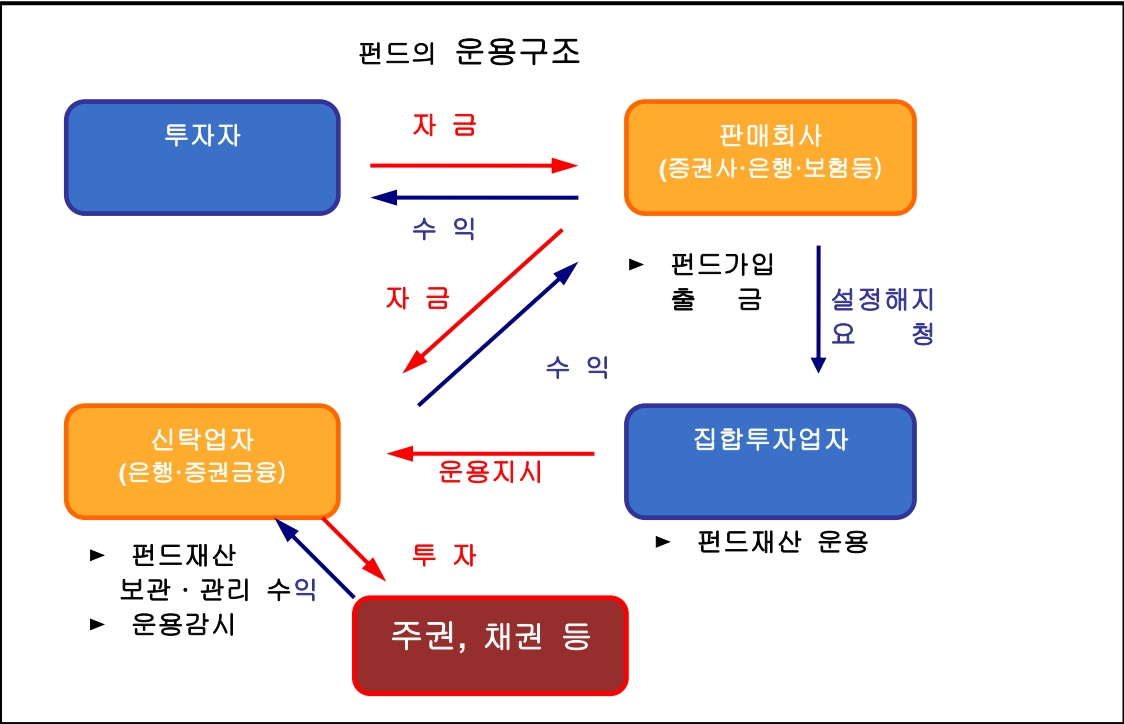 펀드의 운용구조
투자자
자 금
수 익
판매회사
(증권사·은행·보험등)
► 펀드가입
출 금
설정해지
요 청
자 금
수 익
신탁업자
(은행·증권금융)
운용지시
집합투자업자
► 펀드재산 운용
► 펀드재산
보관·관리 수익
► 운용감시
투 자
주권, 채권 등